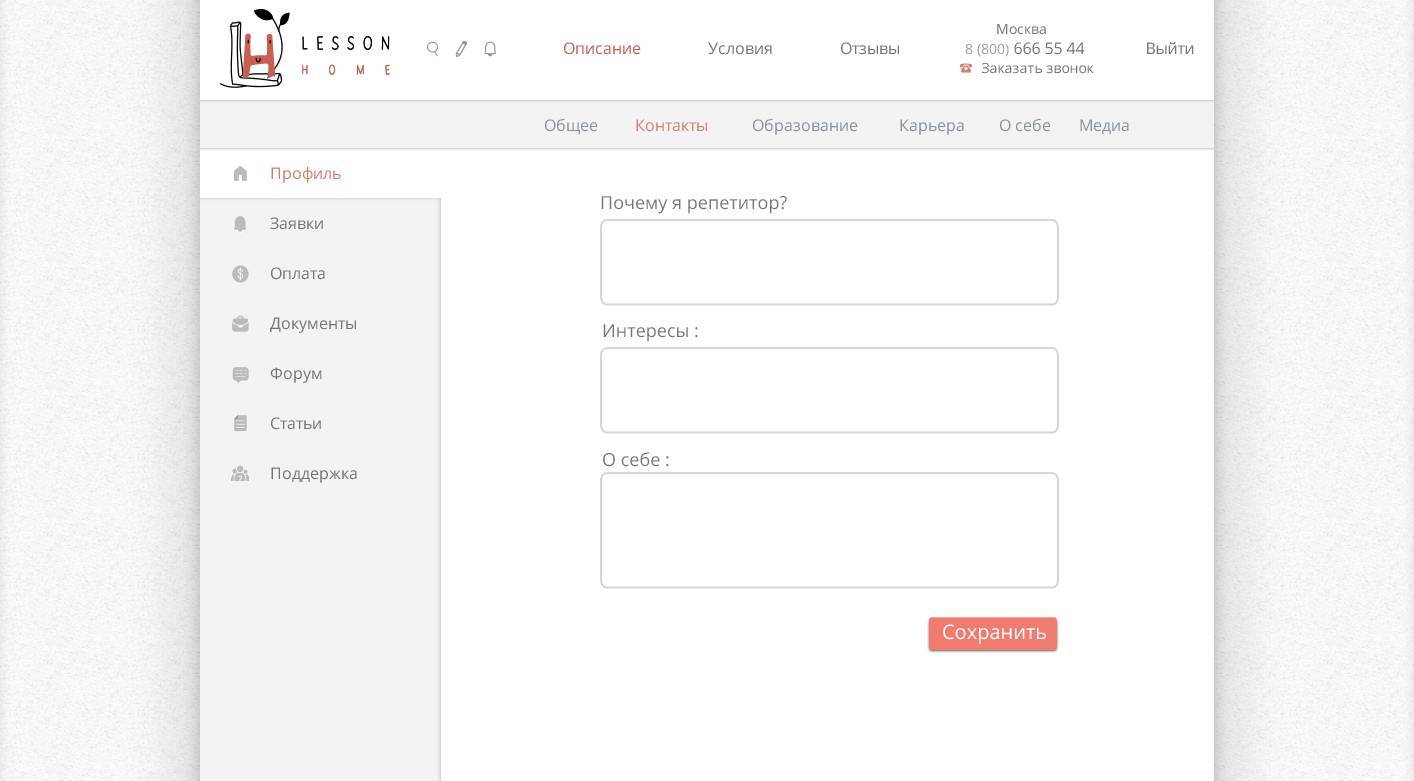 LESSON
HOME
Описание
Условия
Отзывы
Москва
8 (800) 666 55 44
Заказать звонок
Выйти
Общее
Контакты
Образование
Карьера
О себе
Медиа
Профиль
Заявки
Оплата
Документы
Форум
Статьи
Поддержка
Почему я репетитор?
Интересы :
О себе :
Сохранить